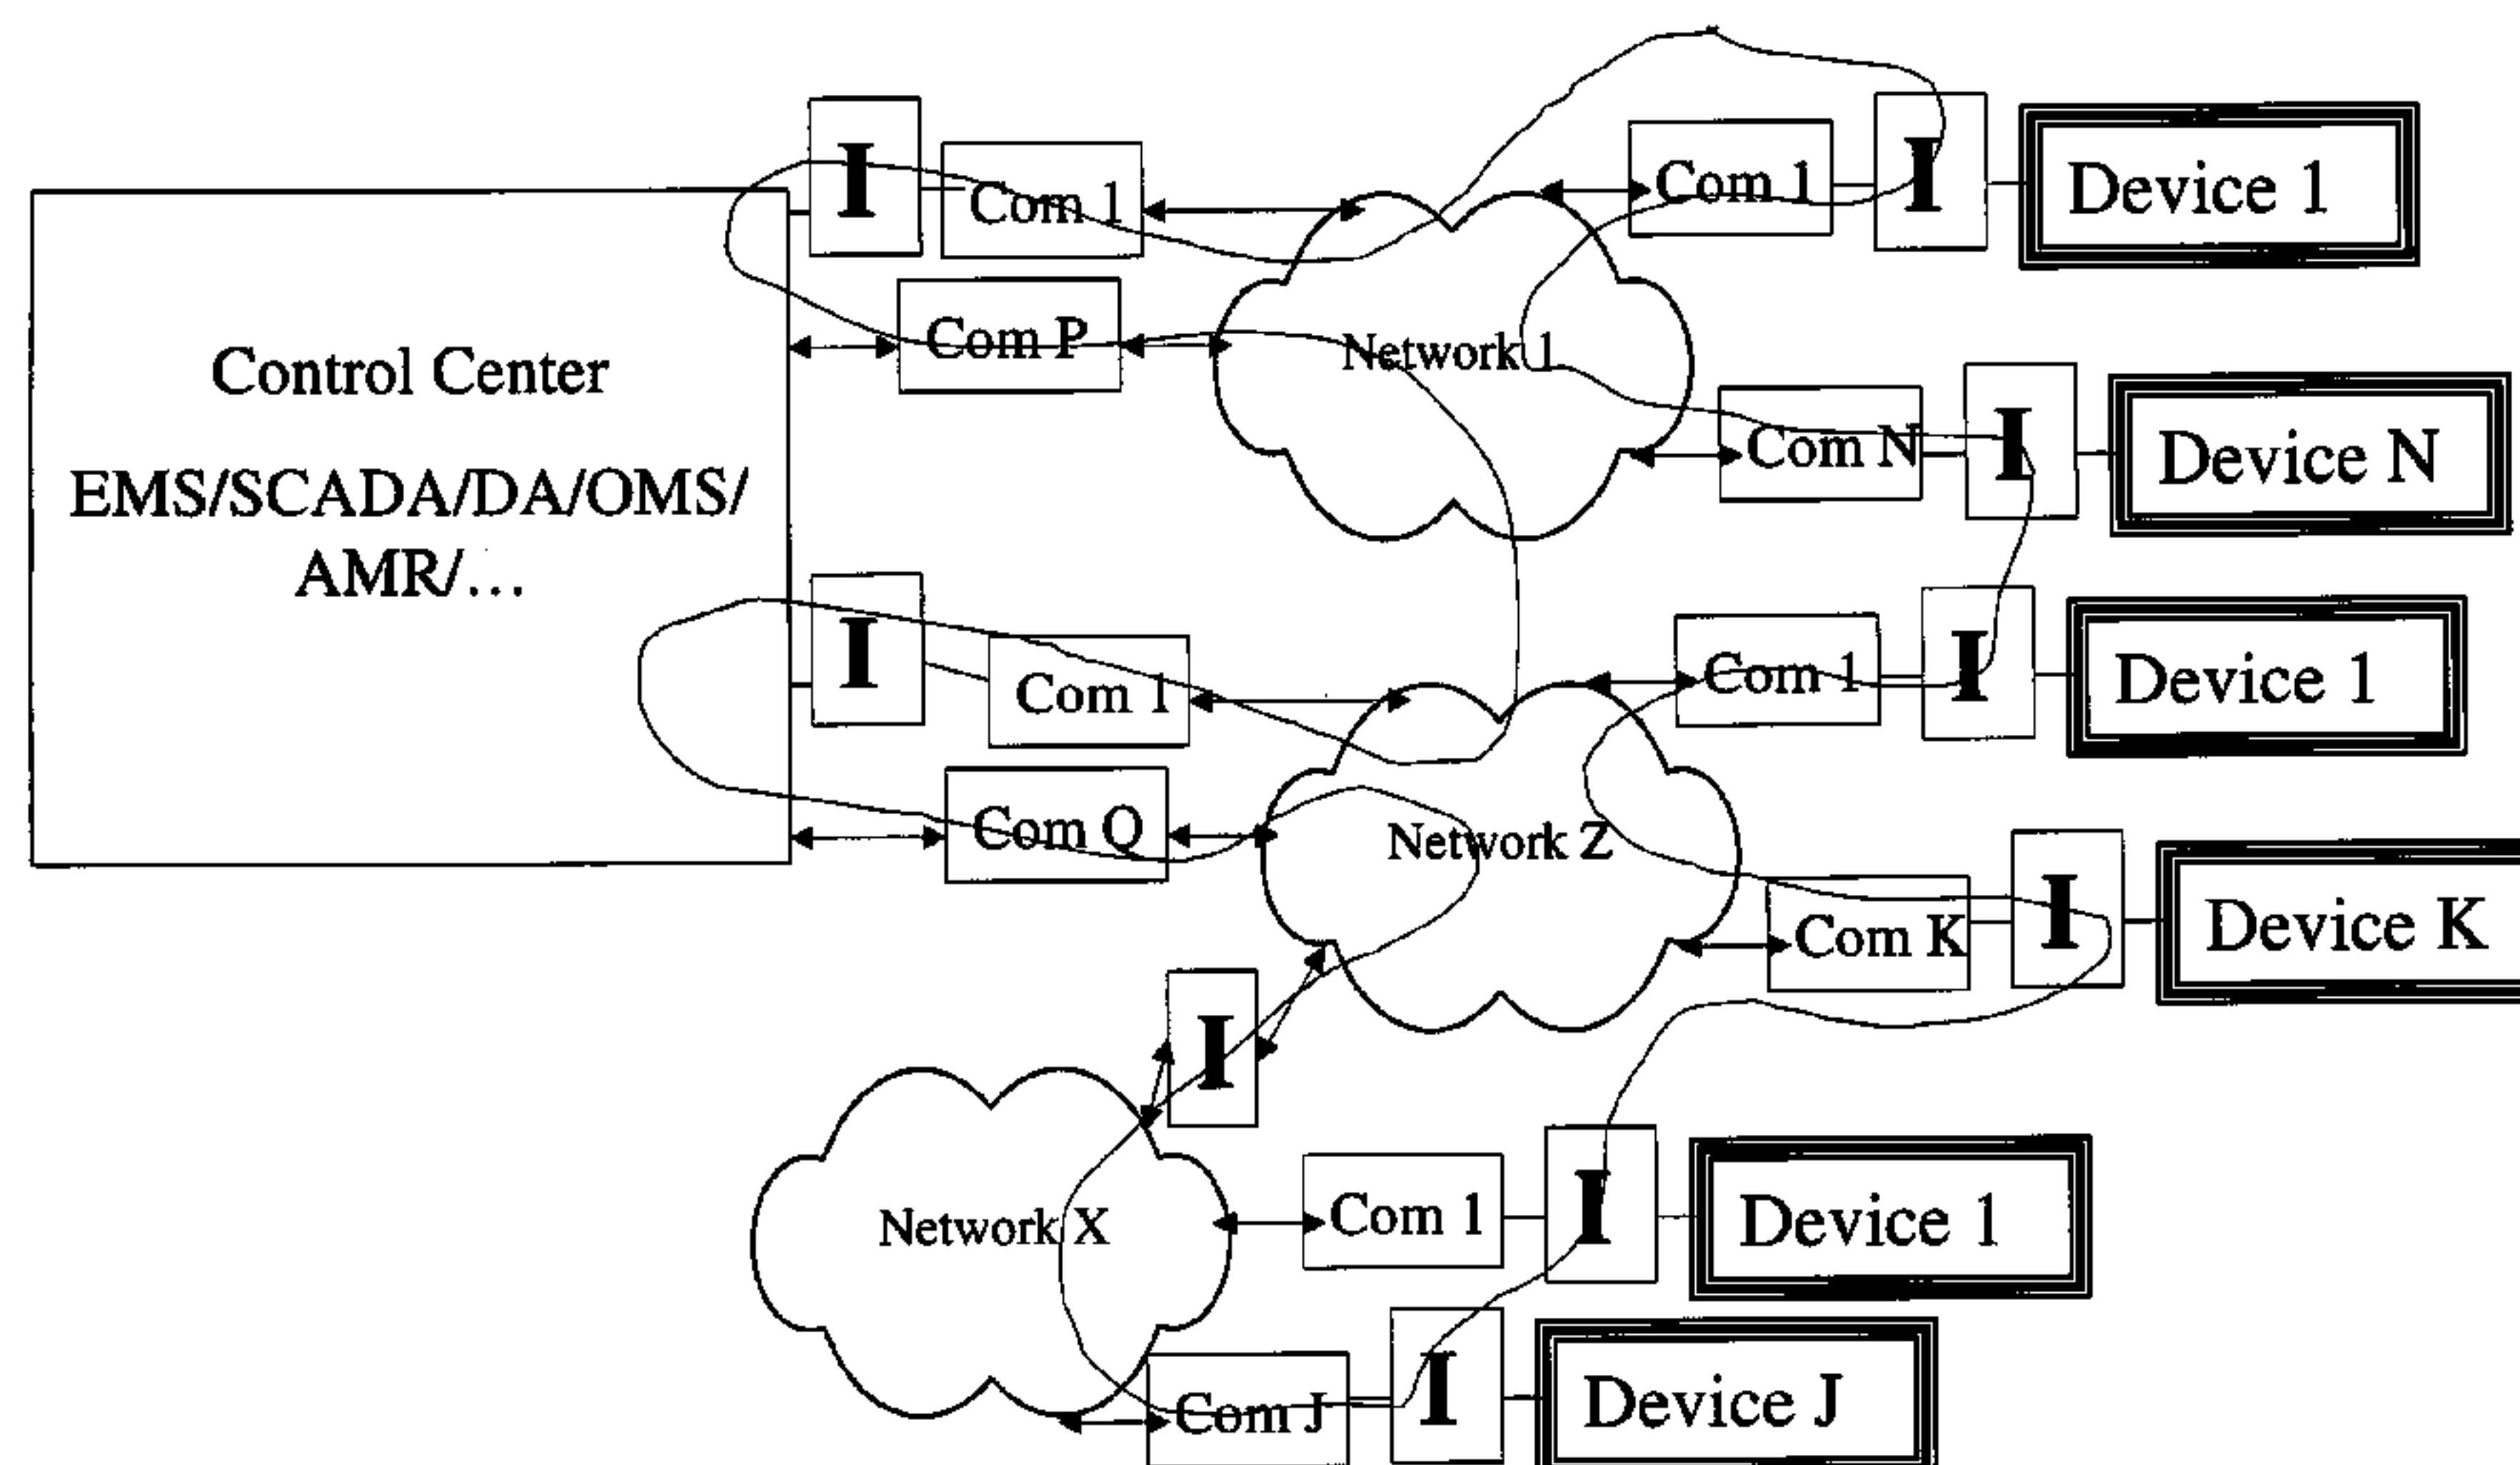 I
Com 1
Com 1
I
Device 1
Com P
Network 1
Control Center
EMS/SCADA/DA/OMS/
AMR/...
Com N
I
Device N
I
Com 1
Com 1
I
Device 1
Com Q
Network Z
Com K
I
Device K
I
Network X
Com 1
I
Device 1
Com J
I
Device J